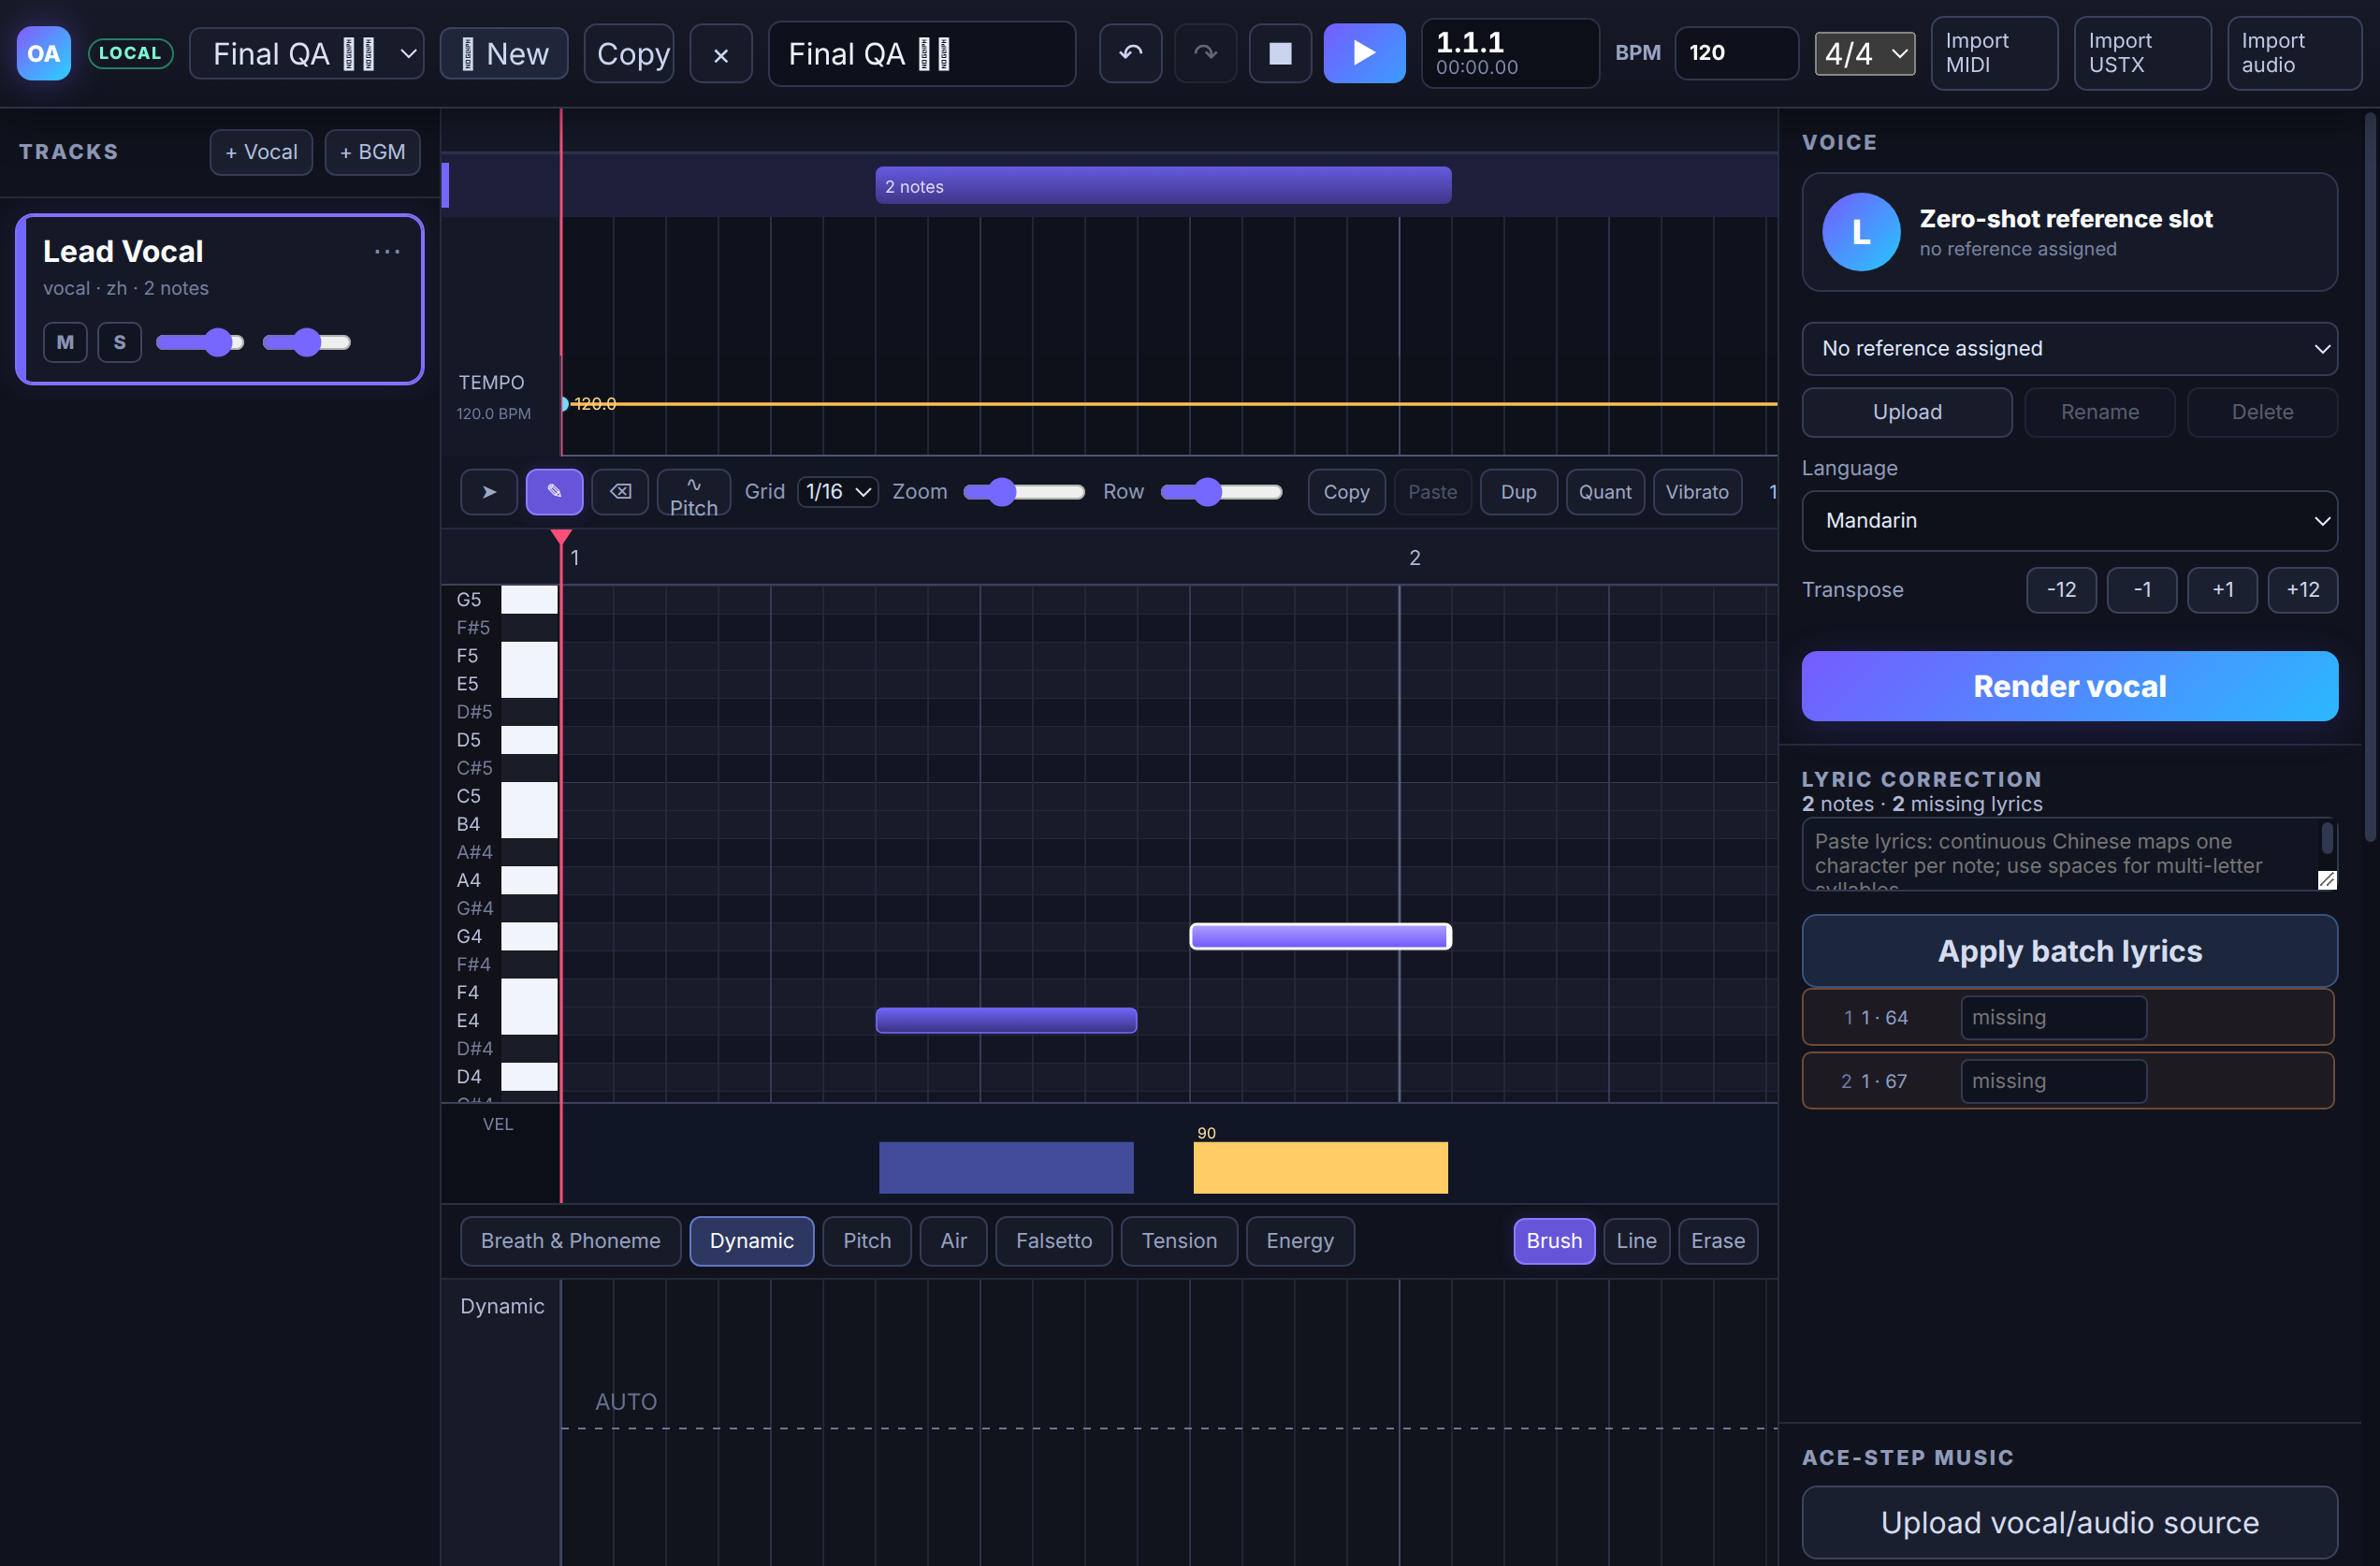 OA
LOCAL
Final QA
New
Copy
×
Final QA
1.1.1
00:00.00
BPM
120
4/4
Import
MIDI
Import
USTX
Import
audio
TRACKS
+ Vocal
+ BGM
Lead Vocal
···
vocal · zh · 2 notes
M
S
2 notes
TEMPO
120.0 BPM
120.0
Pitch
Grid
1/16
Zoom
Row
Copy
Paste
Dup
Quant
Vibrato
1
1
2
G5
F#5
F5
E5
D#5
D5
C#5
C5
B4
A#4
A4
G#4
G4
F#4
F4
E4
D#4
D4
C#4
VEL
90
Breath & Phoneme
Dynamic
Pitch
Air
Falsetto
Tension
Energy
Brush
Line
Erase
Dynamic
AUTO
VOICE
L
Zero-shot reference slot
no reference assigned
No reference assigned
Upload
Rename
Delete
Language
Mandarin
Transpose
-12
-1
+1
+12
Render vocal
LYRIC CORRECTION
2 notes · 2 missing lyrics
Paste lyrics: continuous Chinese maps one
character per note; use spaces for multi-letter
syllables
Apply batch lyrics
1 1 · 64
missing
2 1 · 67
missing
ACE-STEP MUSIC
Upload vocal/audio source